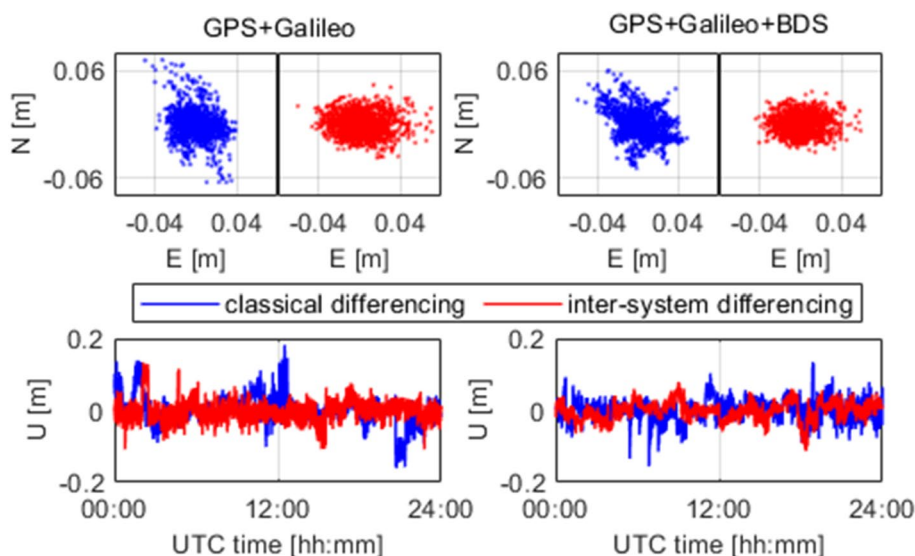 GPS+Galileo
GPS+Galileo+BDS
N [m]
0.06
-0.06
-0.04 0.04 -0.04 0.04
E [m] E [m]
N [m]
0.06
-0.06
-0.04 0.04 -0.04 0.04
E [m] E [m]
classical differencing inter-system differencing
U [m]
0.2
0
-0.2
00:00 12:00 24:00
UTC time [hh:mm]
U [m]
0.2
0
-0.2
00:00 12:00 24:00
UTC time [hh:mm]